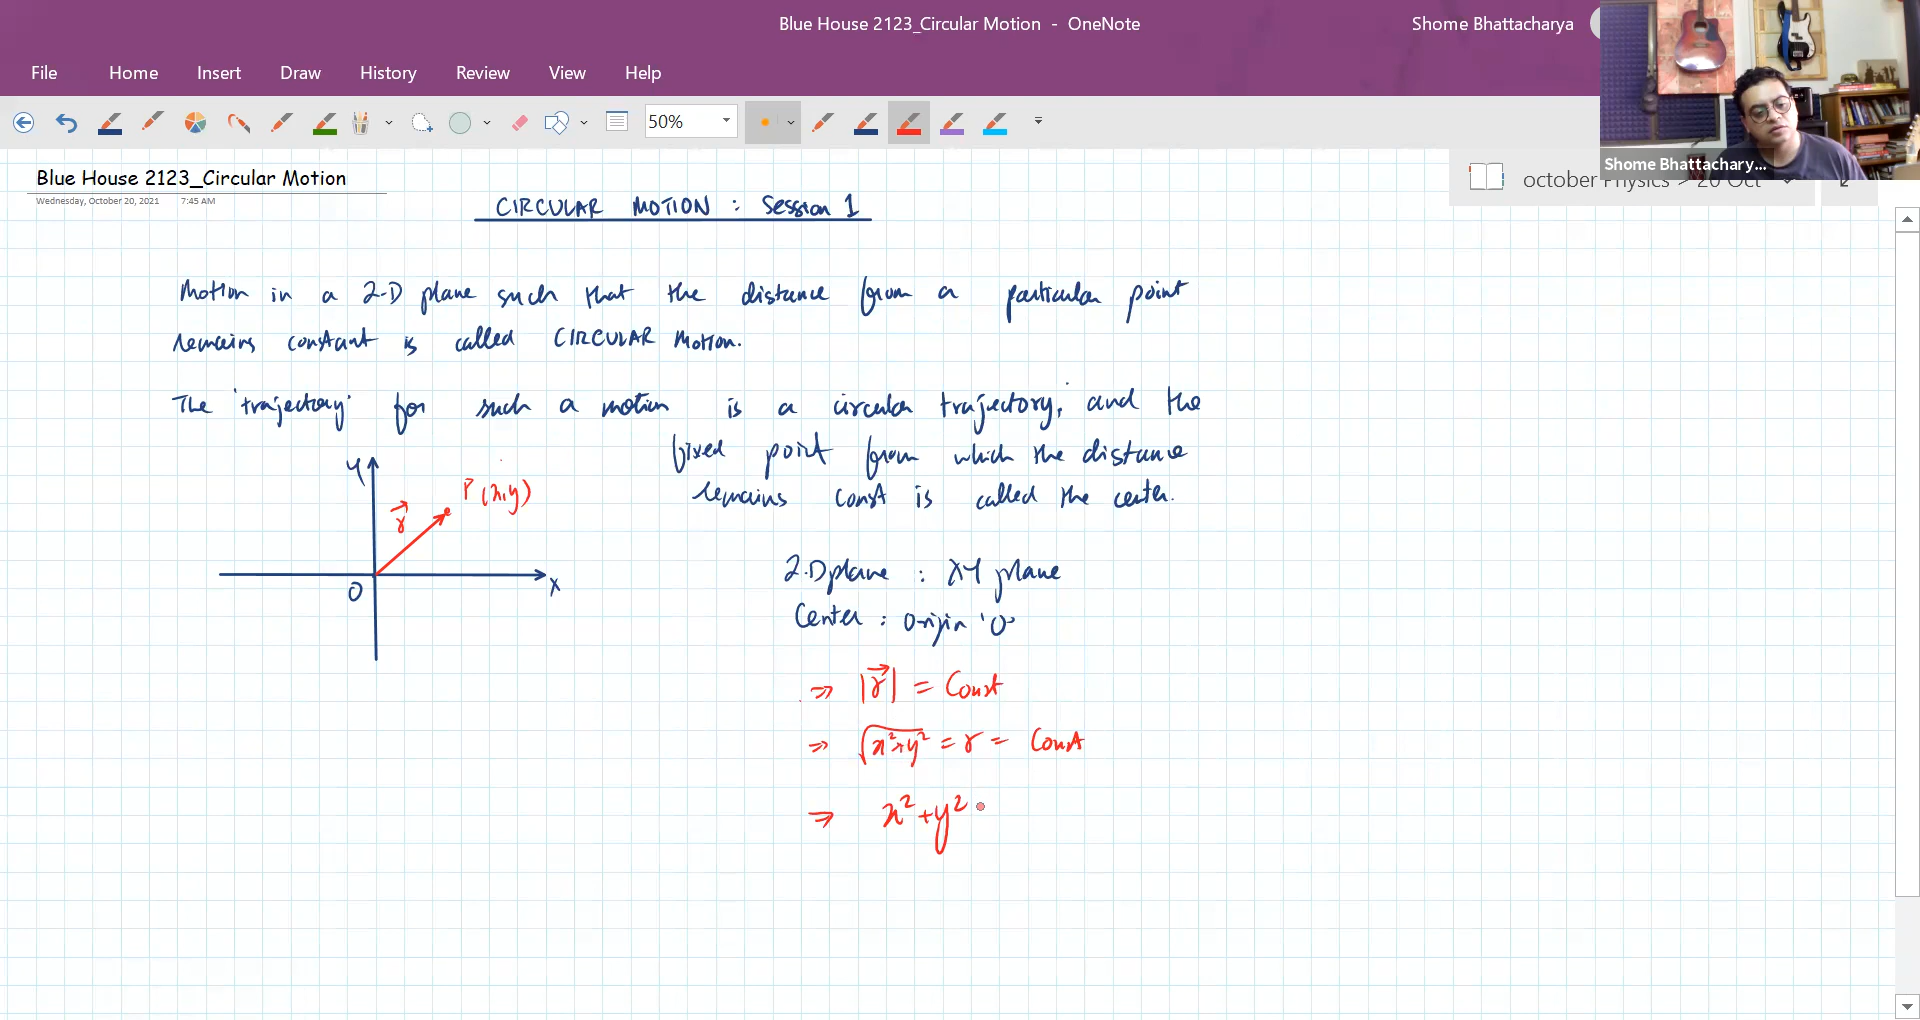 Blue House 2123_Circular Motion - OneNote
Shome Bhattacharya
File Home Insert Draw History Review View Help
50%
Shome Bhattachary...
october Physics > 20 Oct
Blue House 2123_Circular Motion
Wednesday, October 20, 2021 7:45 AM
CIRCULAR MOTION : Session 1
Motion in a 2-D plane such that the distance from a particular point
remains constant is called CIRCULAR Motion.
The 'trajectory' for such a motion is a circular trajectory, and the
fixed point from which the distance
remains const is called the center.
Y
P (x,y)
r⃗
O
X
2.D plane : XY plane
Center : Origin 'O'
⇒ |r⃗| = Const
⇒ √x²+y² = r = Const
⇒ x²+y²